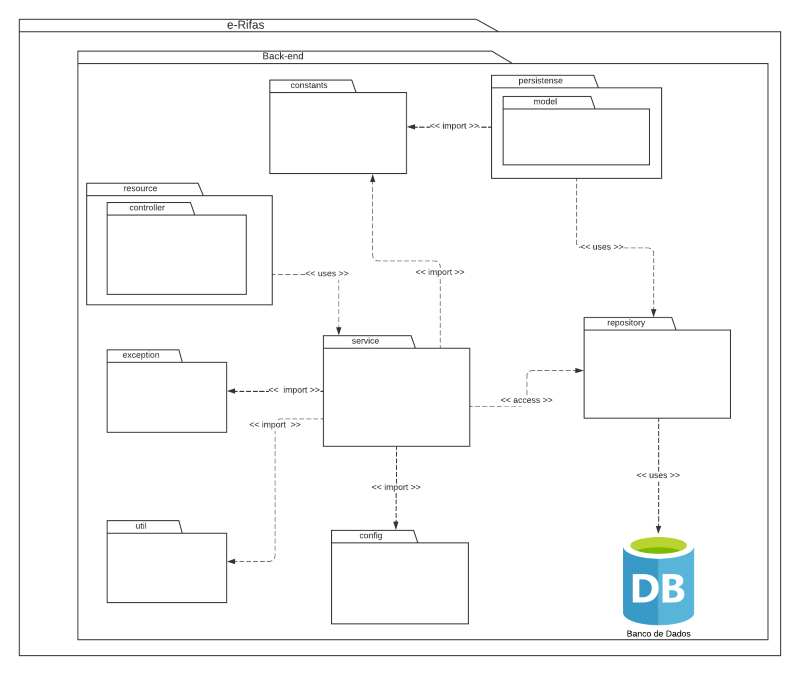 e-Rifas
Back-end
constants
persistense
model
<< import >>
resource
controller
<< uses >>
<< import >>
<< uses >>
repository
service
exception
<< import >>
<< access >>
<< import >>
<< uses >>
<< import >>
util
config
DB
Banco de Dados